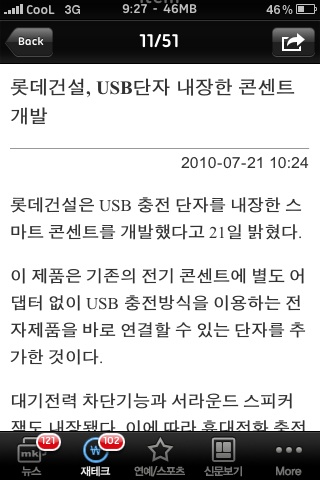 CooL 3G 9:27 - 46MB 46%
Back 11/51
롯데건설, USB단자 내장한 콘센트
개발
2010-07-21 10:24
롯데건설은 USB 충전 단자를 내장한 스
마트 콘센트를 개발했다고 21일 밝혔다.
이 제품은 기존의 전기 콘센트에 별도 어
댑터 없이 USB 충전방식을 이용하는 전
자제품을 바로 연결할 수 있는 단자를 추
가한 것이다.
대기전력 차단기능과 서라운드 스피커
잭도 내장됐다. 이에 따라 휴대전화 충전
mk 121 ₩ 102
뉴스 재테크 연예/스포츠 신문보기 More